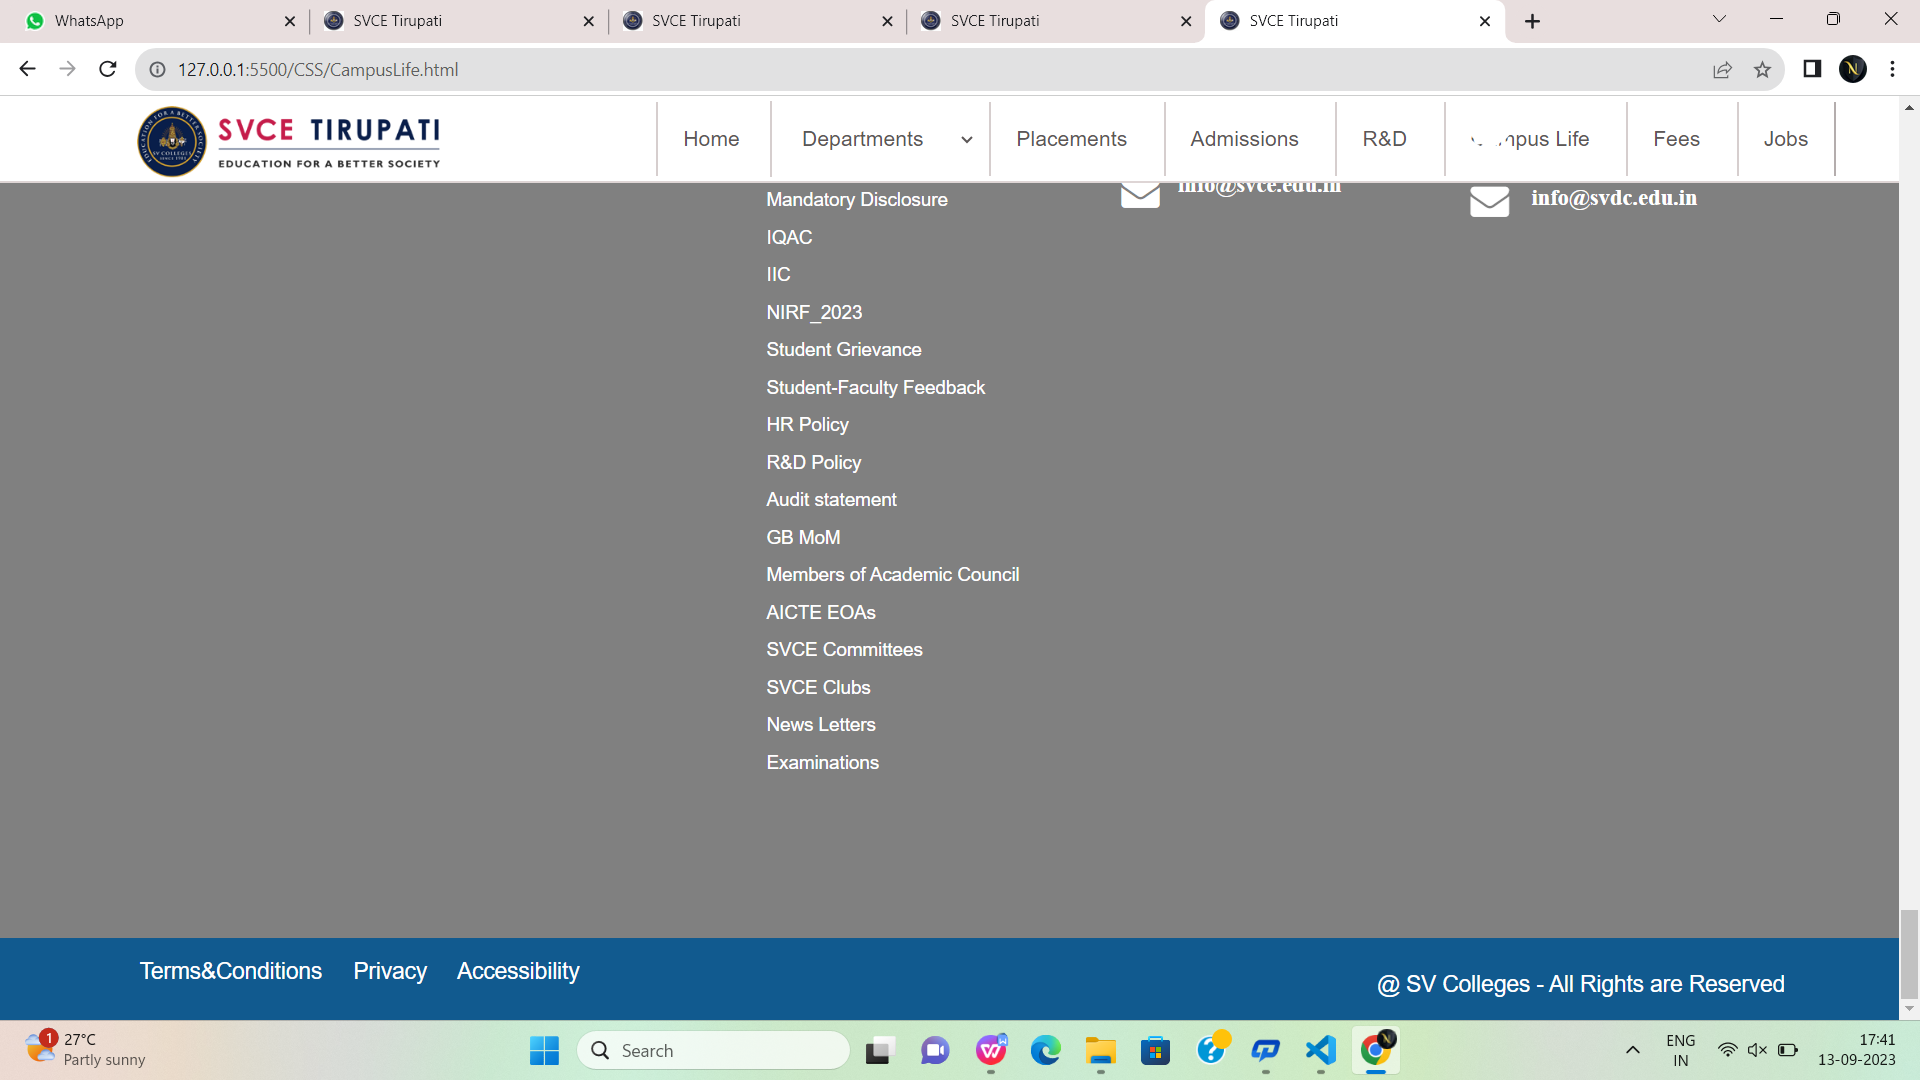 WhatsApp
SVCE Tirupati
SVCE Tirupati
SVCE Tirupati
SVCE Tirupati
127.0.0.1:5500/CSS/CampusLife.html
N
SVCE TIRUPATI
EDUCATION FOR A BETTER SOCIETY
Home
Departments
Placements
Admissions
R&D
mpus Life
Fees
Jobs
Mandatory Disclosure
IQAC
IIC
NIRF_2023
Student Grievance
Student-Faculty Feedback
HR Policy
R&D Policy
Audit statement
GB MoM
Members of Academic Council
AICTE EOAs
SVCE Committees
SVCE Clubs
News Letters
Examinations
info@svce.edu.in
info@svdc.edu.in
Terms&Conditions Privacy Accessibility
@ SV Colleges - All Rights are Reserved
1
27°C
Partly sunny
Search
ENG
IN
17:41
13-09-2023